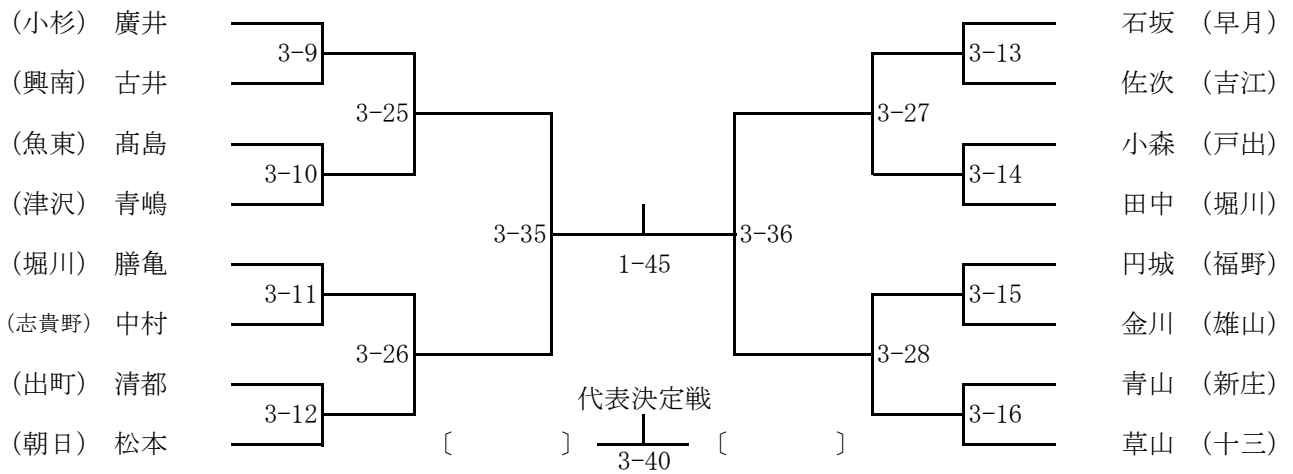 （小杉） 廣井
（興南） 古井
（魚東） 髙島
（津沢） 青嶋
（堀川） 膳亀
（志貴野） 中村
（出町） 清都
（朝日） 松本
3-9
3-10
3-11
3-12
3-25
3-26
3-35
1-45
代表決定戦
〔 〕 〔 〕
3-40
3-36
3-27
3-28
3-13
3-14
3-15
3-16
石坂 （早月）
佐次 （吉江）
小森 （戸出）
田中 （堀川）
円城 （福野）
金川 （雄山）
青山 （新庄）
草山 （十三）